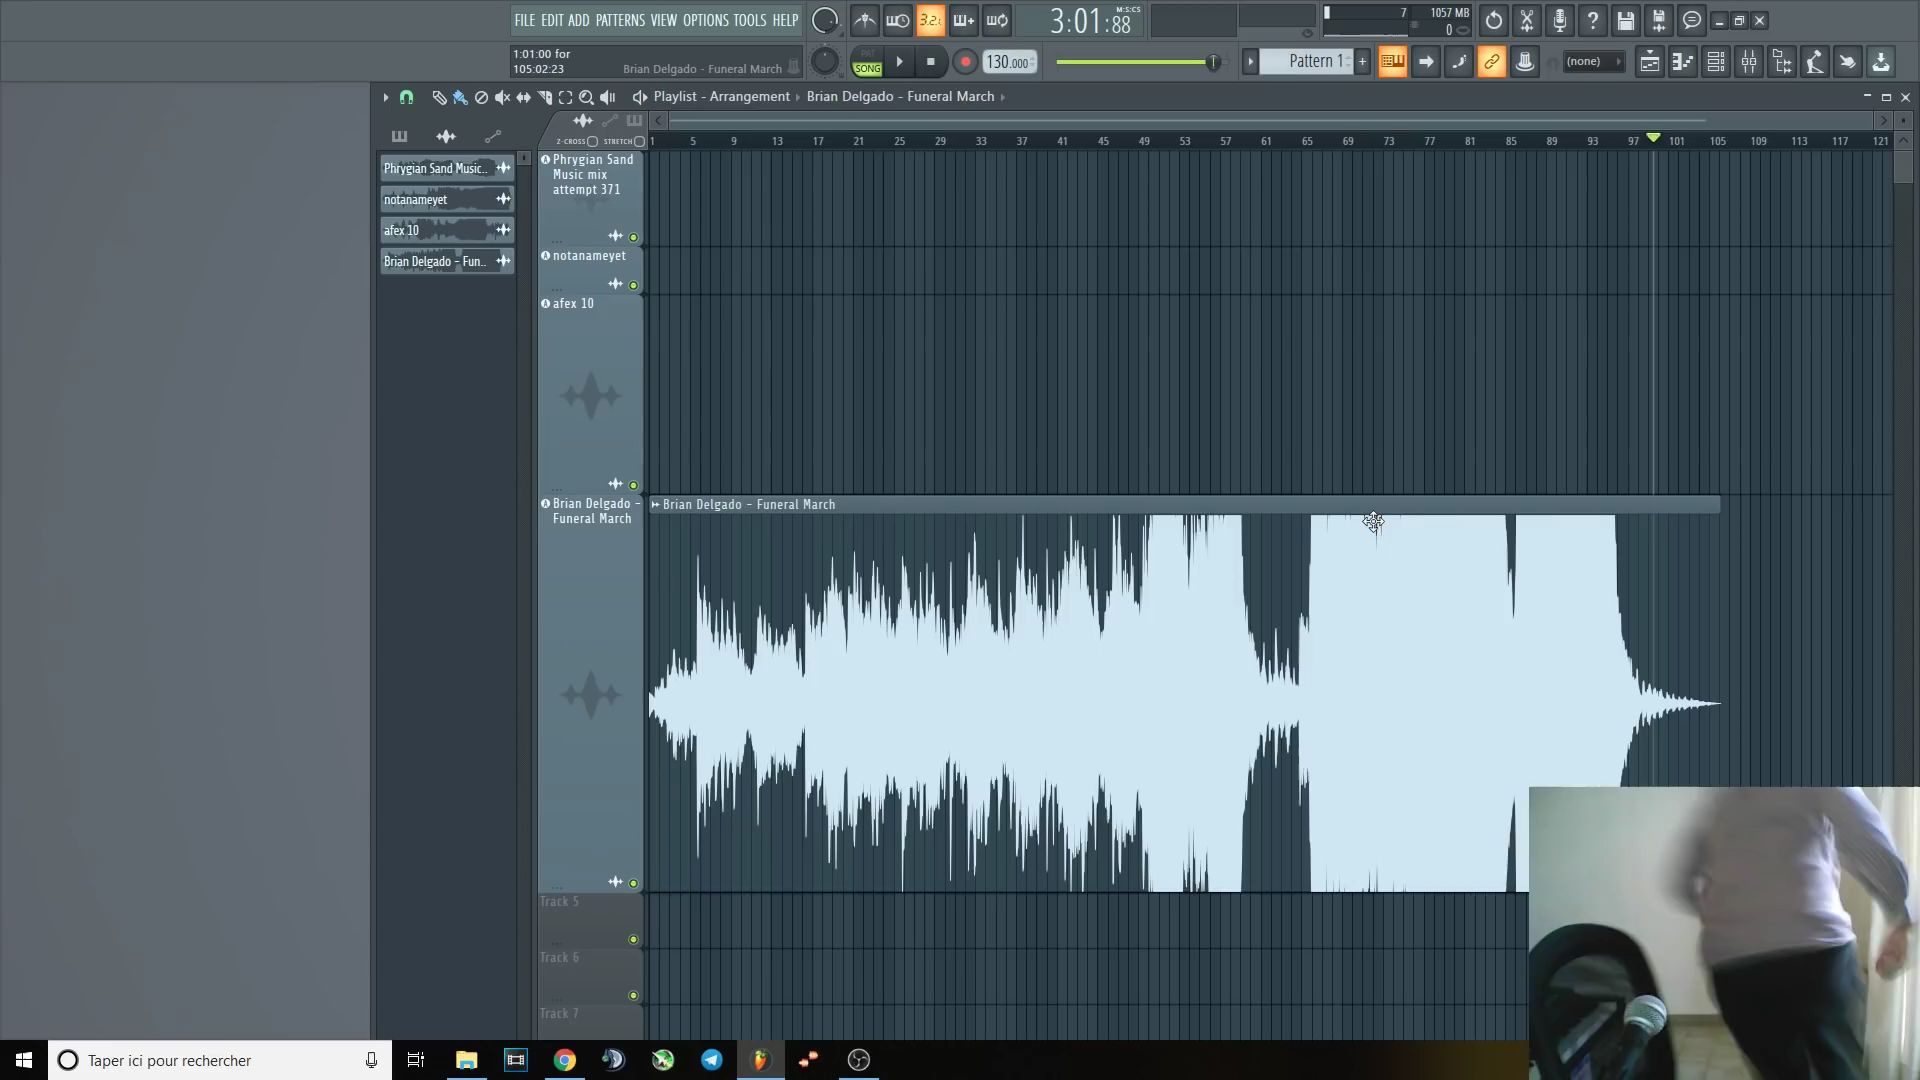 FILE EDIT ADD PATTERNS VIEW OPTIONS TOOLS HELP
3.2.
3:01:88
M:S:CS
7
1057 MB
0
1:01:00 for
105:02:23
Brian Delgado - Funeral March
PAT
SONG
130.000
Pattern 1
(none)
Playlist - Arrangement
Brian Delgado - Funeral March
Z-CROSS
STRETCH
1 5 9 13 17 21 25 29 33 37 41 45 49 53 57 61 65 69 73 77 81 85 89 93 97 101 105 109 113 117 121
Phrygian Sand Music..
notanameyet
afex 10
Brian Delgado - Fun..
Phrygian Sand
Music mix
attempt 371
notanameyet
afex 10
Brian Delgado -
Funeral March
Brian Delgado - Funeral March
Track 5
Track 6
Track 7
Taper ici pour rechercher